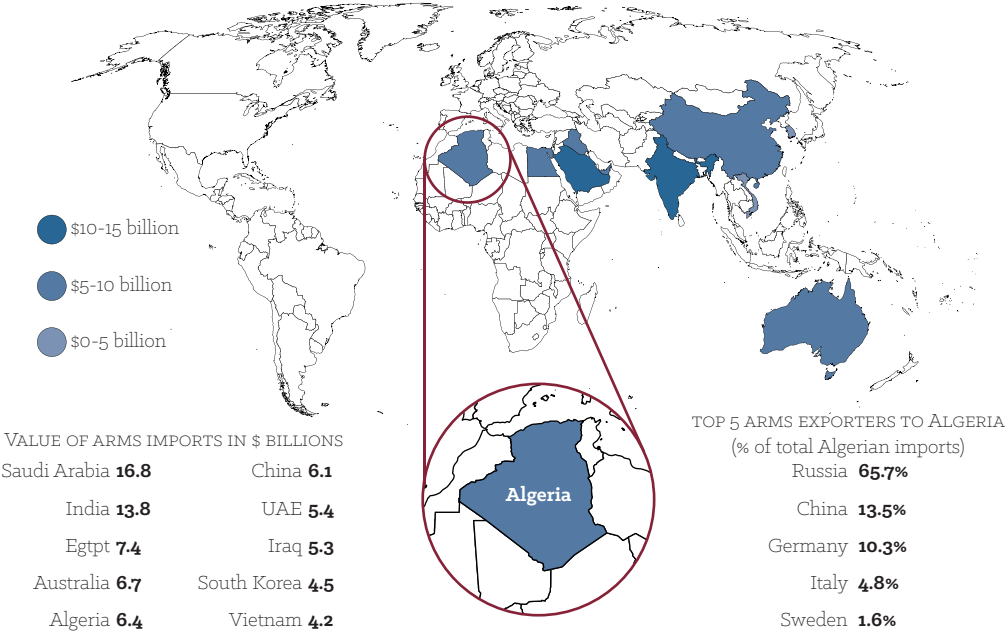 $10-15 billion
$5-10 billion
$0-5 billion
Value of arms imports in $ billions
Saudi Arabia 16.8
India 13.8
Egtpt 7.4
Australia 6.7
Algeria 6.4
China 6.1
UAE 5.4
Iraq 5.3
South Korea 4.5
Vietnam 4.2
Algeria
top 5 arms exporters to Algeria
(% of total Algerian imports)
Russia 65.7%
China 13.5%
Germany 10.3%
Italy 4.8%
Sweden 1.6%